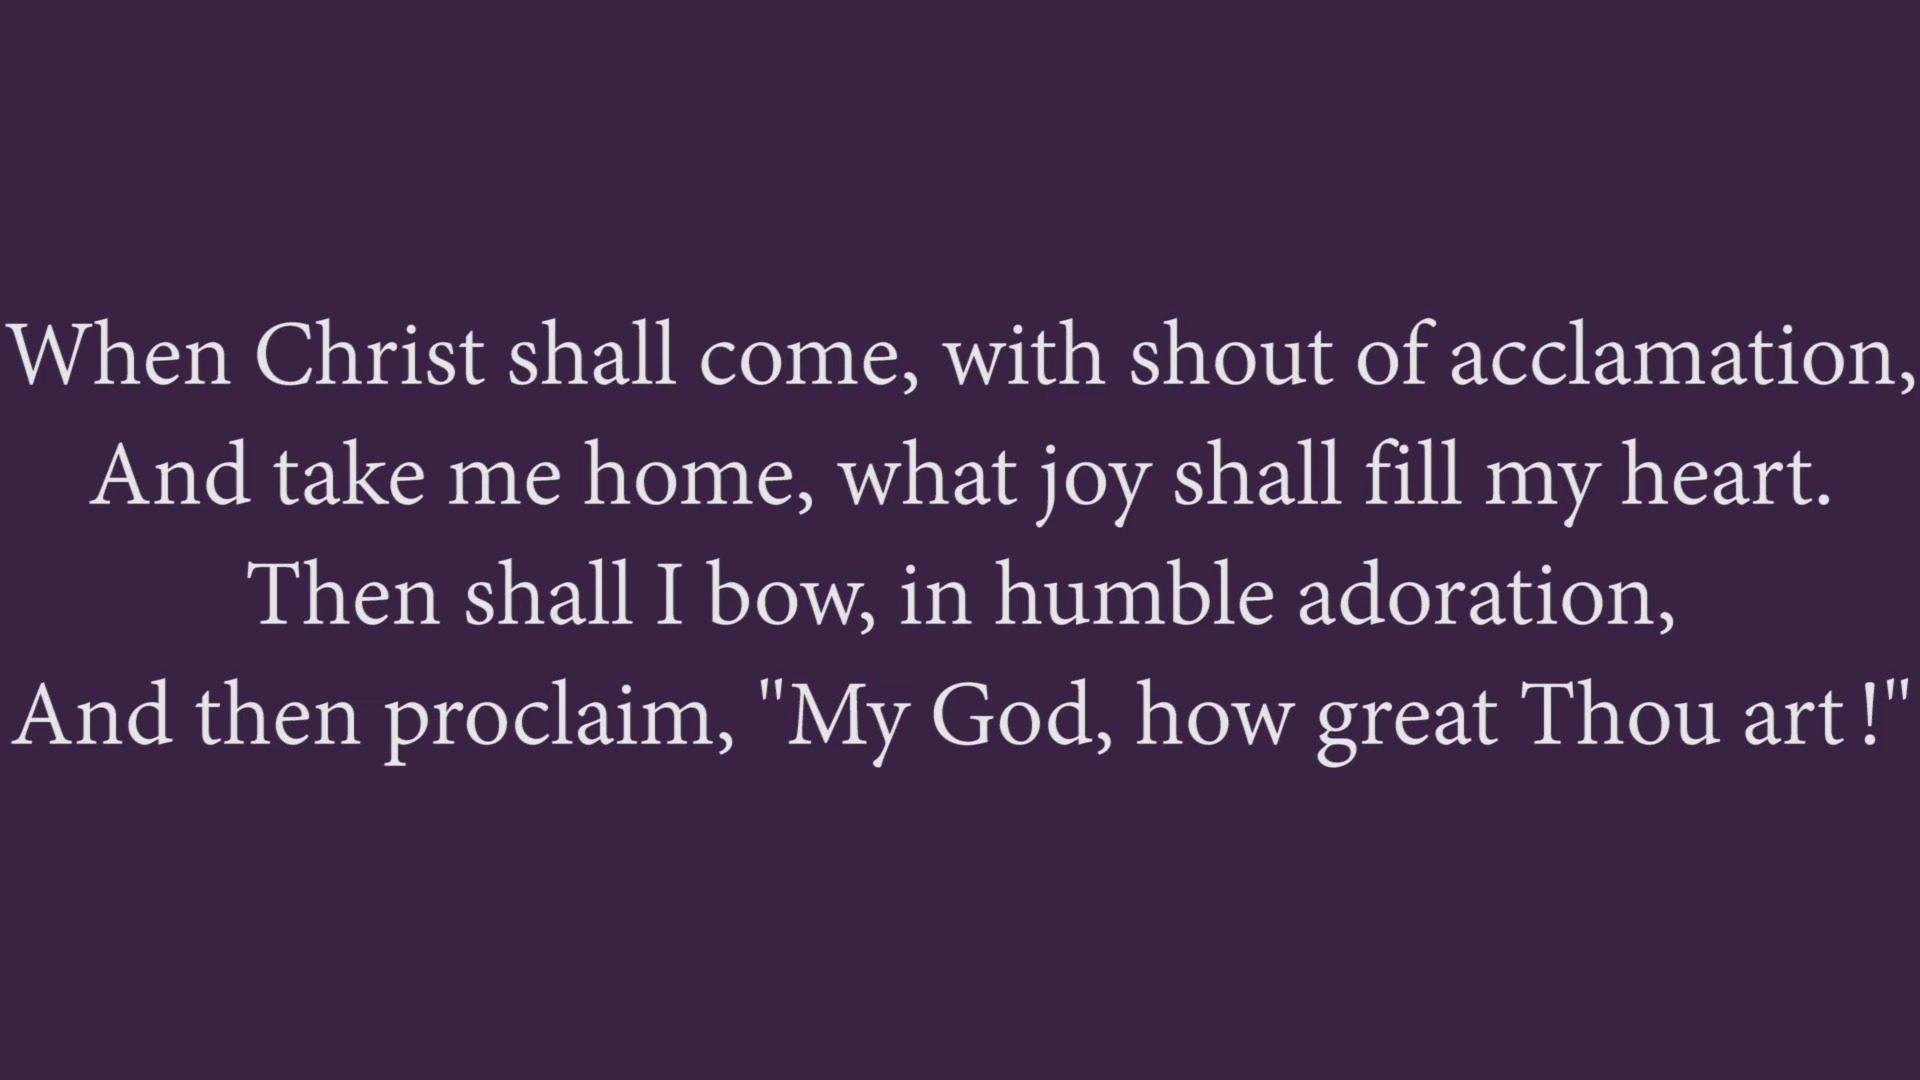 When Christ shall come, with shout of acclamation,
And take me home, what joy shall fill my heart.
Then shall I bow, in humble adoration,
And then proclaim, "My God, how great Thou art!"